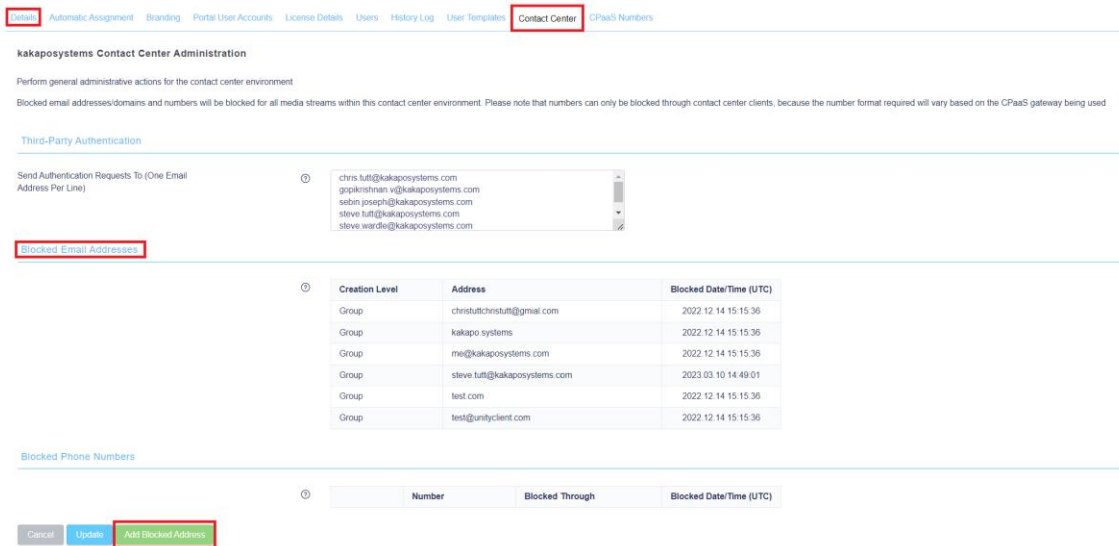 Details Automatic Assignment Branding Portal User Accounts License Details Users History Log User Templates Contact Center CPaaS Numbers
kakaposystems Contact Center Administration
Perform general administrative actions for the contact center environment
Blocked email addresses/domains and numbers will be blocked for all media streams within this contact center environment. Please note that numbers can only be blocked through contact center clients, because the number format required will vary based on the CPaaS gateway being used
Third-Party Authentication
Send Authentication Requests To (One Email
Address Per Line)
chris.tutt@kakaposystems.com
gopikrishnan.v@kakaposystems.com
sebin.joseph@kakaposystems.com
steve.tutt@kakaposystems.com
steve.wardle@kakaposystems.com
Blocked Email Addresses
Creation Level Address Blocked Date/Time (UTC)
Group christuttchristutt@gmial.com 2022.12.14 15:15:36
Group kakapo.systems 2022.12.14 15:15:36
Group me@kakaposystems.com 2022.12.14 15:15:36
Group steve.tutt@kakaposystems.com 2023.03.10 14:49:01
Group test.com 2022.12.14 15:15:36
Group test@unityclient.com 2022.12.14 15:15:36
Blocked Phone Numbers
Number Blocked Through Blocked Date/Time (UTC)
Cancel Update Add Blocked Address